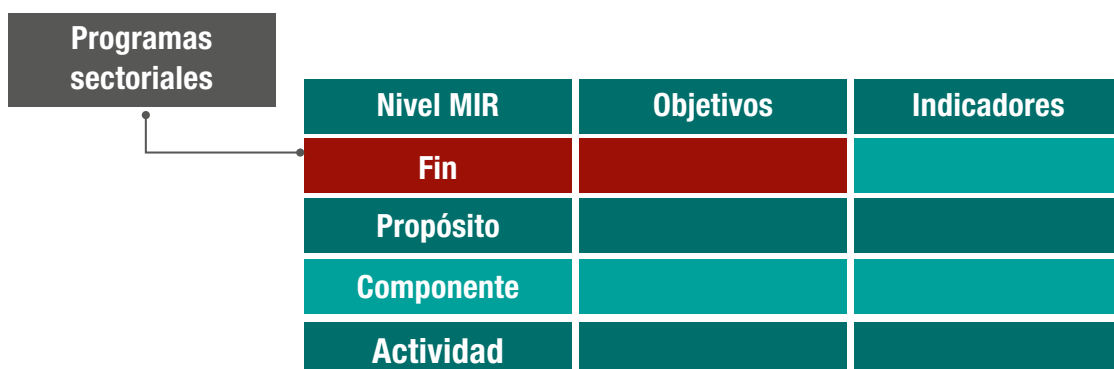 Programas
sectoriales
Nivel MIR Objetivos Indicadores
Fin
Propósito
Componente
Actividad